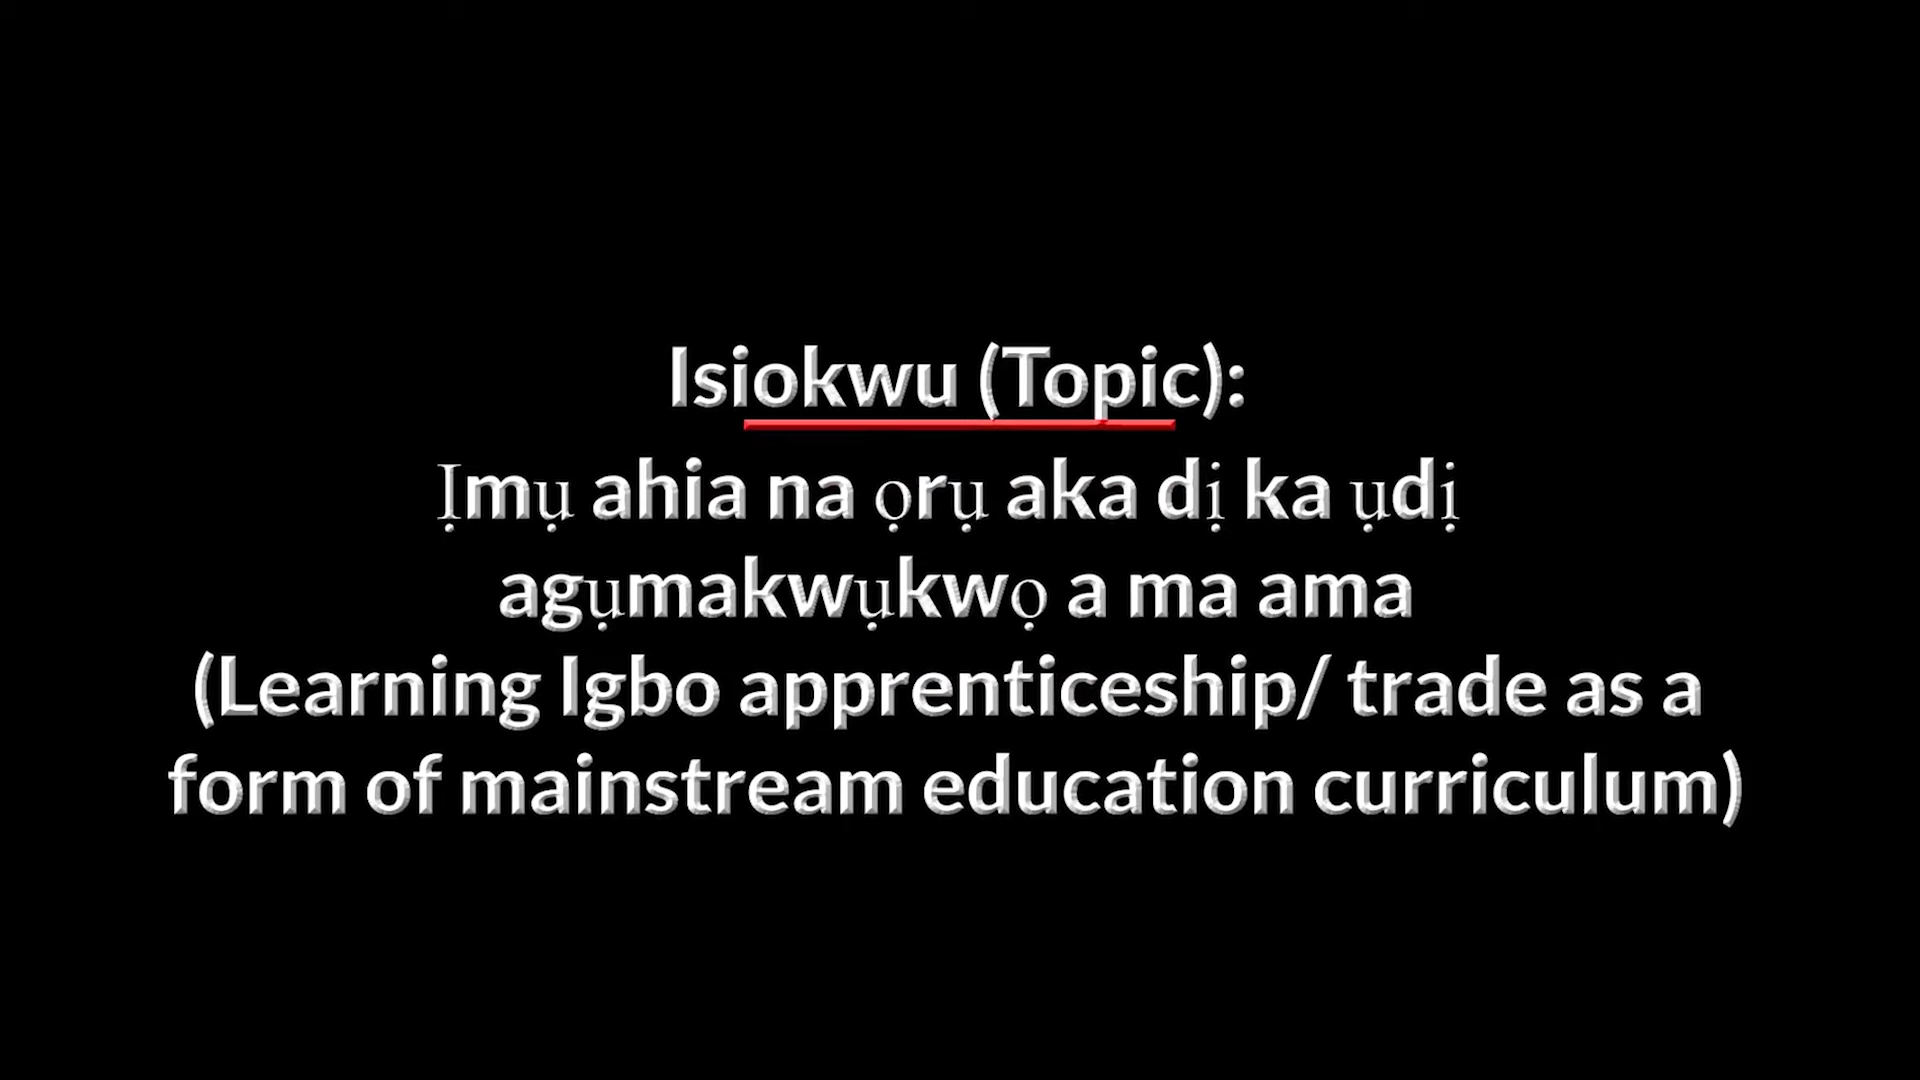 Isiokwu (Topic):
Ịmụ ahia na ọrụ aka dị ka ụdị
agụmakwụkwọ a ma ama
(Learning Igbo apprenticeship/ trade as a
form of mainstream education curriculum)